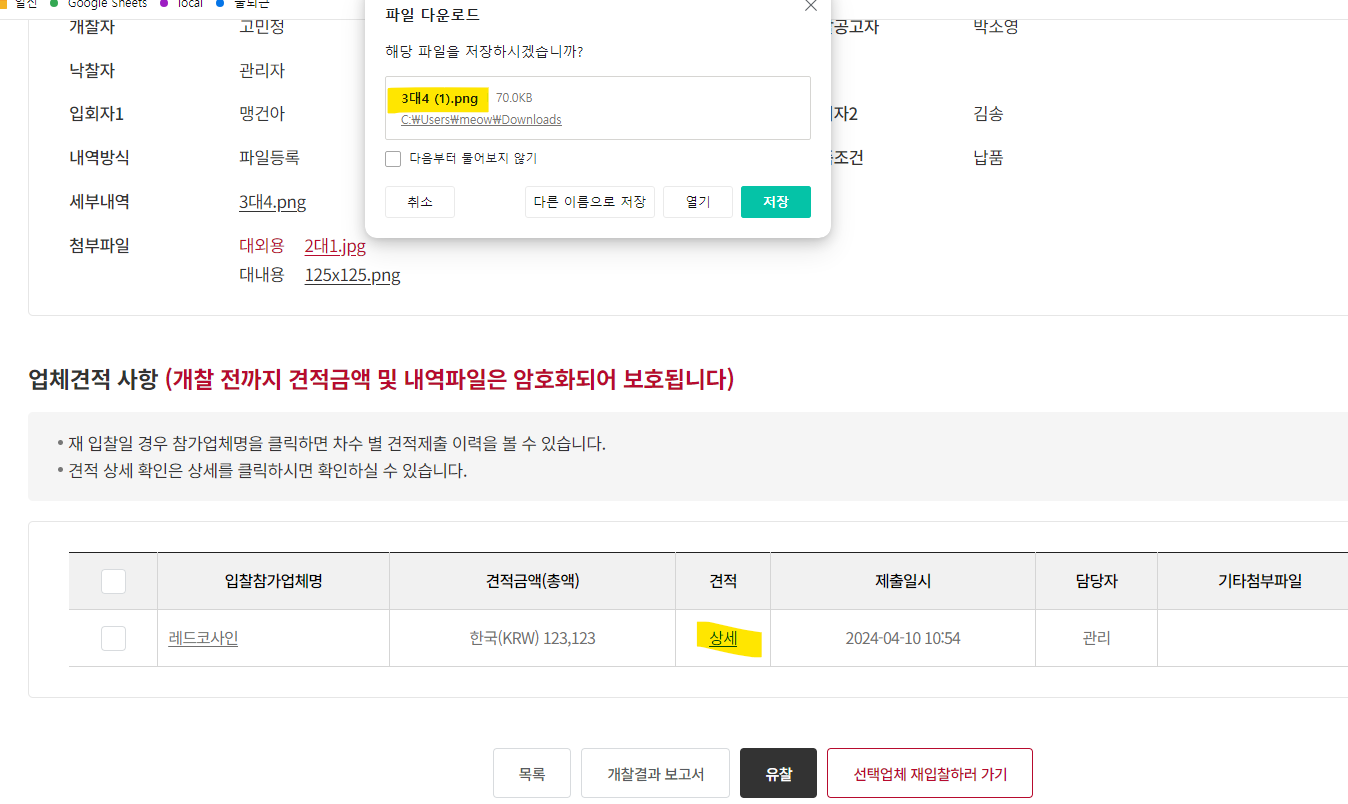 Google Sheets local
파일 다운로드
개찰자 고민정 공고자 박소영
해당 파일을 저장하시겠습니까?
낙찰자 관리자
3대4 (1).png 70.0KB
입회자1 맹건아 자2 김송
C:₩Users₩meow₩Downloads
내역방식 파일등록 조건 납품
다음부터 물어보지 않기
세부내역 3대4.png
취소 다른 이름으로 저장 열기 저장
첨부파일 대외용 2대1.jpg
대내용 125x125.png
업체견적 사항 (개찰 전까지 견적금액 및 내역파일은 암호화되어 보호됩니다)
• 재 입찰일 경우 참가업체명을 클릭하면 차수 별 견적제출 이력을 볼 수 있습니다.
• 견적 상세 확인은 상세를 클릭하시면 확인하실 수 있습니다.
입찰참가업체명 견적금액(총액) 견적 제출일시 담당자 기타첨부파일
레드코사인 한국(KRW) 123,123 상세 2024-04-10 10:54 관리
목록 개찰결과 보고서 유찰 선택업체 재입찰하러 가기